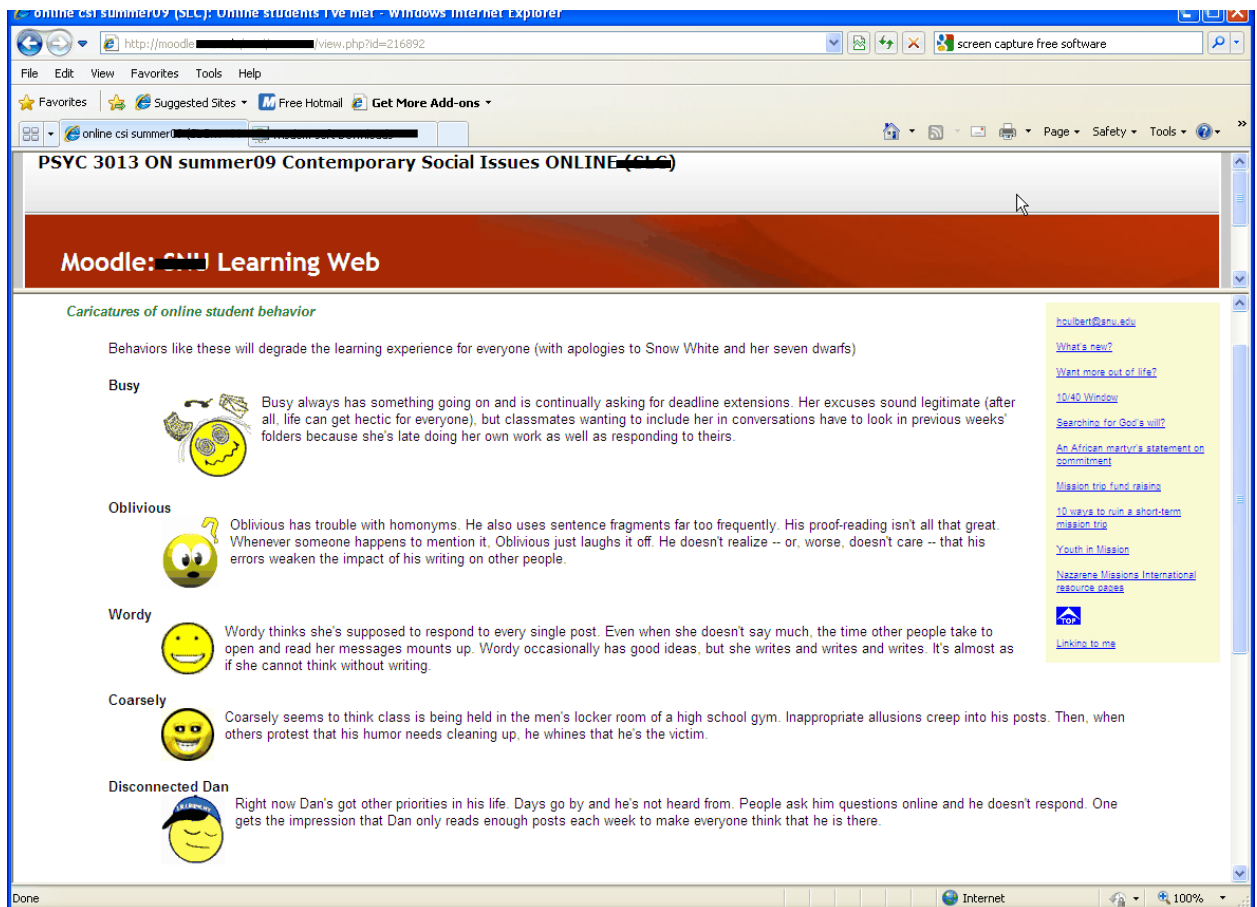 online csi summer09 (SLC): Online students I've met - Windows Internet Explorer
http://moodle /view.php?id=216892
screen capture free software
File Edit View Favorites Tools Help
Favorites Suggested Sites Free Hotmail Get More Add-ons
online csi summer
Page Safety Tools
PSYC 3013 ON summer09 Contemporary Social Issues ONLINE (SLC)
Moodle: SNU Learning Web
Caricatures of online student behavior
Behaviors like these will degrade the learning experience for everyone (with apologies to Snow White and her seven dwarfs)
Busy
Busy always has something going on and is continually asking for deadline extensions. Her excuses sound legitimate (after
all, life can get hectic for everyone), but classmates wanting to include her in conversations have to look in previous weeks'
folders because she's late doing her own work as well as responding to theirs.
Oblivious
Oblivious has trouble with homonyms. He also uses sentence fragments far too frequently. His proof-reading isn't all that great.
Whenever someone happens to mention it, Oblivious just laughs it off. He doesn't realize -- or, worse, doesn't care -- that his
errors weaken the impact of his writing on other people.
Wordy
Wordy thinks she's supposed to respond to every single post. Even when she doesn't say much, the time other people take to
open and read her messages mounts up. Wordy occasionally has good ideas, but she writes and writes and writes. It's almost as
if she cannot think without writing.
Coarsely
Coarsely seems to think class is being held in the men's locker room of a high school gym. Inappropriate allusions creep into his posts. Then, when
others protest that his humor needs cleaning up, he whines that he's the victim.
Disconnected Dan
Right now Dan's got other priorities in his life. Days go by and he's not heard from. People ask him questions online and he doesn't respond. One
gets the impression that Dan only reads enough posts each week to make everyone think that he is there.
hculbert@snu.edu
What's new?
Want more out of life?
10/40 Window
Searching for God's will?
An African martyr's statement on
commitment
Mission trip fund raising
10 ways to ruin a short-term
mission trip
Youth in Mission
Nazarene Missions International
resource pages
TOP
Linking to me
Done
Internet
100%